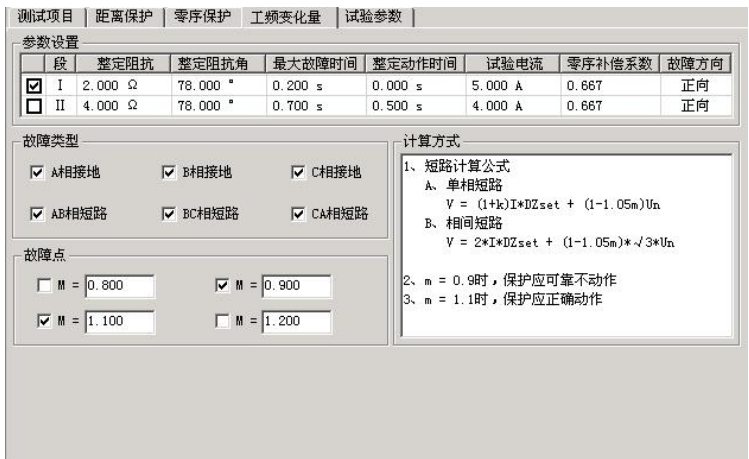 测试项目 距离保护 零序保护 工频变化量 试验参数
参数设置
段 整定阻抗 整定阻抗角 最大故障时间 整定动作时间 试验电流 零序补偿系数 故障方向
I 2.000 Ω 78.000 ° 0.200 s 0.000 s 5.000 A 0.667 正向
II 4.000 Ω 78.000 ° 0.700 s 0.500 s 4.000 A 0.667 正向
故障类型
A相接地 B相接地 C相接地
AB相短路 BC相短路 CA相短路
故障点
M = 0.800 M = 0.900
M = 1.100 M = 1.200
计算方式
1、短路计算公式
A、单相短路
V = (1+k)I*DZset + (1-1.05m)Un
B、相间短路
V = 2*I*DZset + (1-1.05m)*√3*Un
2、m = 0.9时，保护应可靠不动作
3、m = 1.1时，保护应正确动作